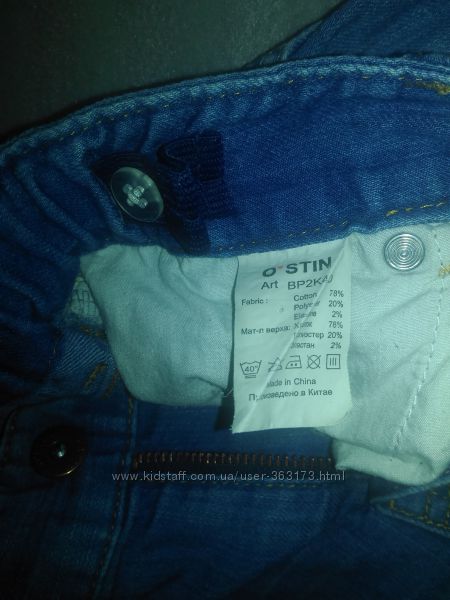 O'STIN
Art BP2K40
Fabric: Cotton 78%
Polyester 20%
Elastane 2%
Мат-л верха: Хлопок 78%
Полиэстер 20%
Эластан 2%
40°
Made in China
Произведено в Китае
www.kidstaff.com.ua/user-363173.html